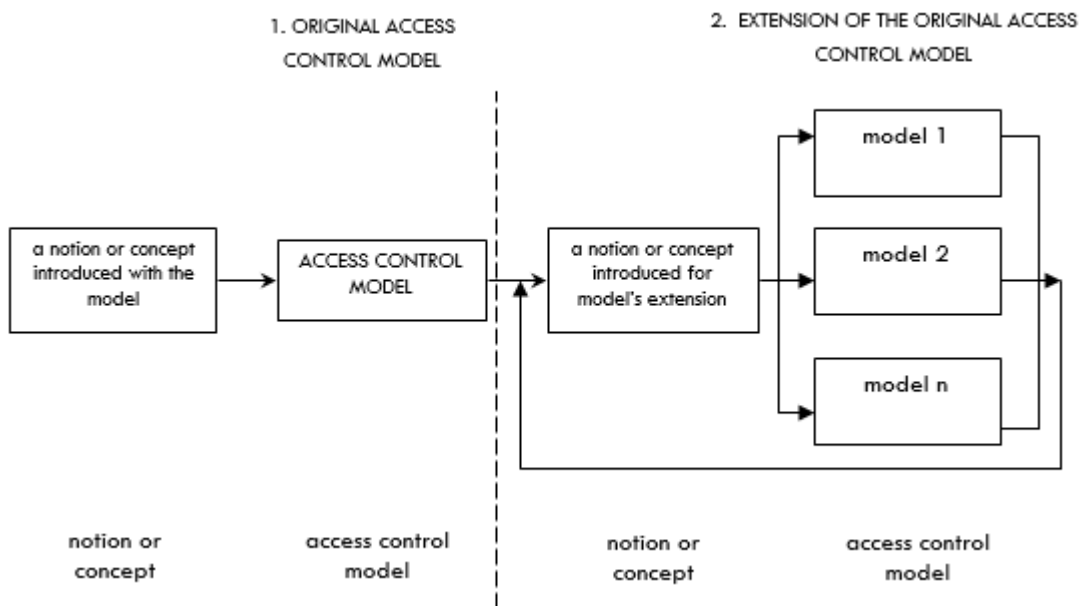 1. ORIGINAL ACCESS
CONTROL MODEL
2. EXTENSION OF THE ORIGINAL ACCESS
CONTROL MODEL
a notion or concept
introduced with the
model
ACCESS CONTROL
MODEL
a notion or concept
introduced for
model's extension
model 1
model 2
model n
notion or
concept
access control
model
notion or
concept
access control
model